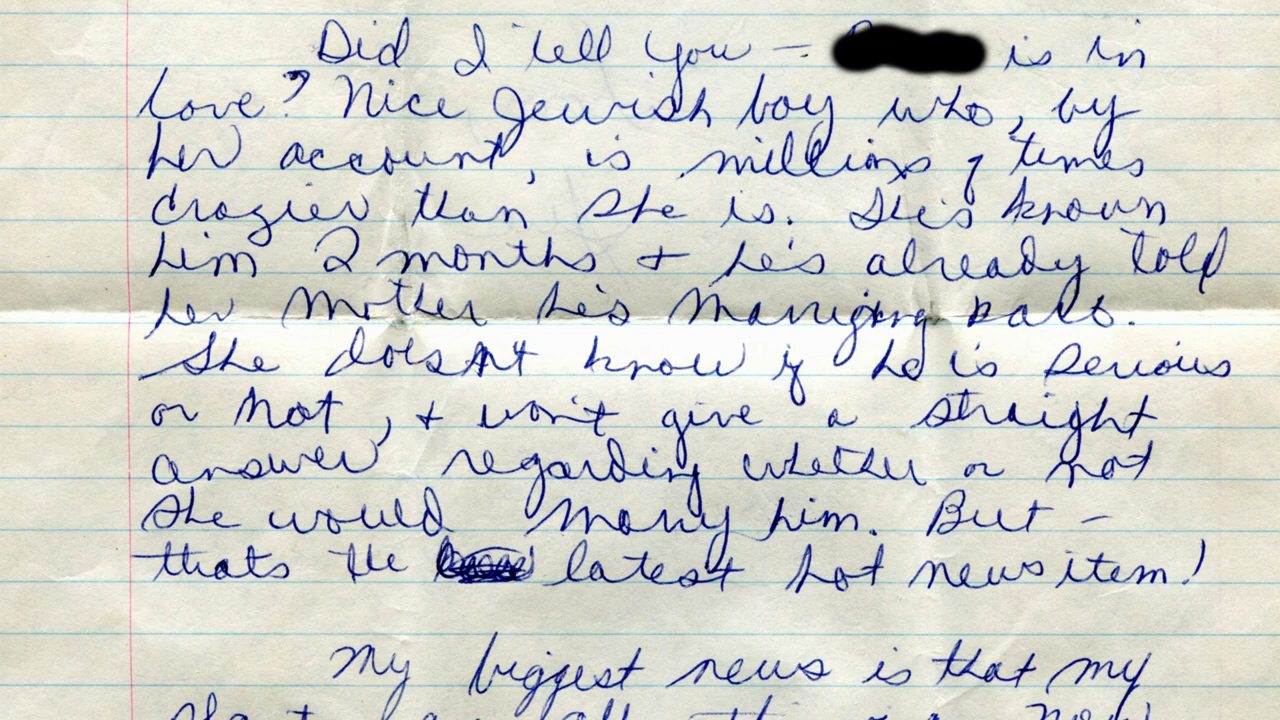 Did I tell you — is in
love? Nice Jewish boy who, by
her account, is millions of times
crazier than she is. She's known
him 2 months & he's already told
her mother he's marrying
She doesn't know if he is serious
or not, & won't give a straight
answer regarding whether or not
she would marry him. But —
thats the latest hot news item!
My biggest news is that my